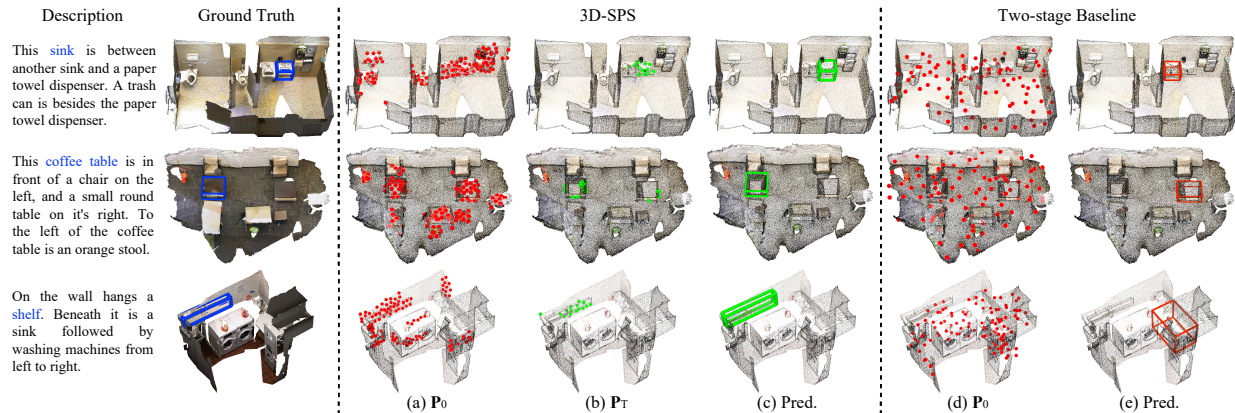 Description
Ground Truth
3D-SPS
Two-stage Baseline
This sink is between
another sink and a paper
towel dispenser. A trash
can is besides the paper
towel dispenser.
This coffee table is in
front of a chair on the
left, and a small round
table on it's right. To
the left of the coffee
table is an orange stool.
On the wall hangs a
shelf. Beneath it is a
sink followed by
washing machines from
left to right.
(a) P0
(b) PT
(c) Pred.
(d) P0
(e) Pred.